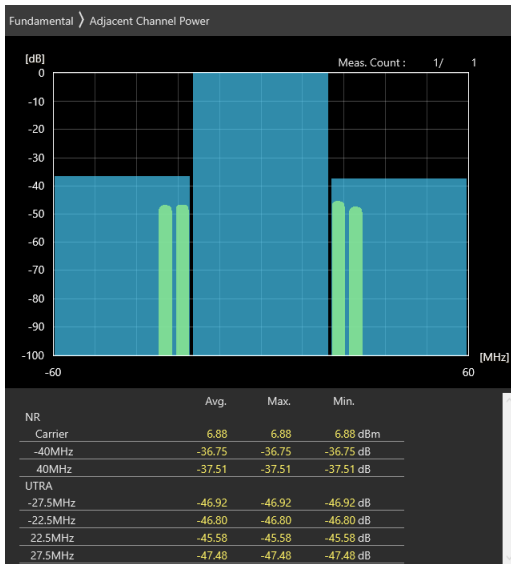 Fundamental ⟩ Adjacent Channel Power
[dB]
Meas. Count : 1/ 1
0
-10
-20
-30
-40
-50
-60
-70
-80
-90
-100
[MHz]
-60 60
Avg. Max. Min.
NR
Carrier 6.88 6.88 6.88 dBm
-40MHz -36.75 -36.75 -36.75 dB
40MHz -37.51 -37.51 -37.51 dB
UTRA
-27.5MHz -46.92 -46.92 -46.92 dB
-22.5MHz -46.80 -46.80 -46.80 dB
22.5MHz -45.58 -45.58 -45.58 dB
27.5MHz -47.48 -47.48 -47.48 dB